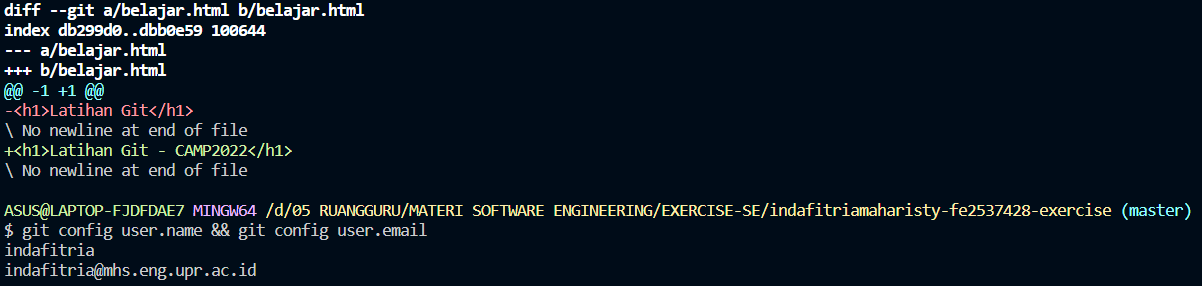 diff --git a/belajar.html b/belajar.html
index db299d0..dbb0e59 100644
--- a/belajar.html
+++ b/belajar.html
@@ -1 +1 @@
-<h1>Latihan Git</h1>
\ No newline at end of file
+<h1>Latihan Git - CAMP2022</h1>
\ No newline at end of file
ASUS@LAPTOP-FJDFDAE7 MINGW64 /d/05 RUANGGURU/MATERI SOFTWARE ENGINEERING/EXERCISE-SE/indafitriamaharisty-fe2537428-exercise (master)
$ git config user.name && git config user.email
indafitria
indafitria@mhs.eng.upr.ac.id